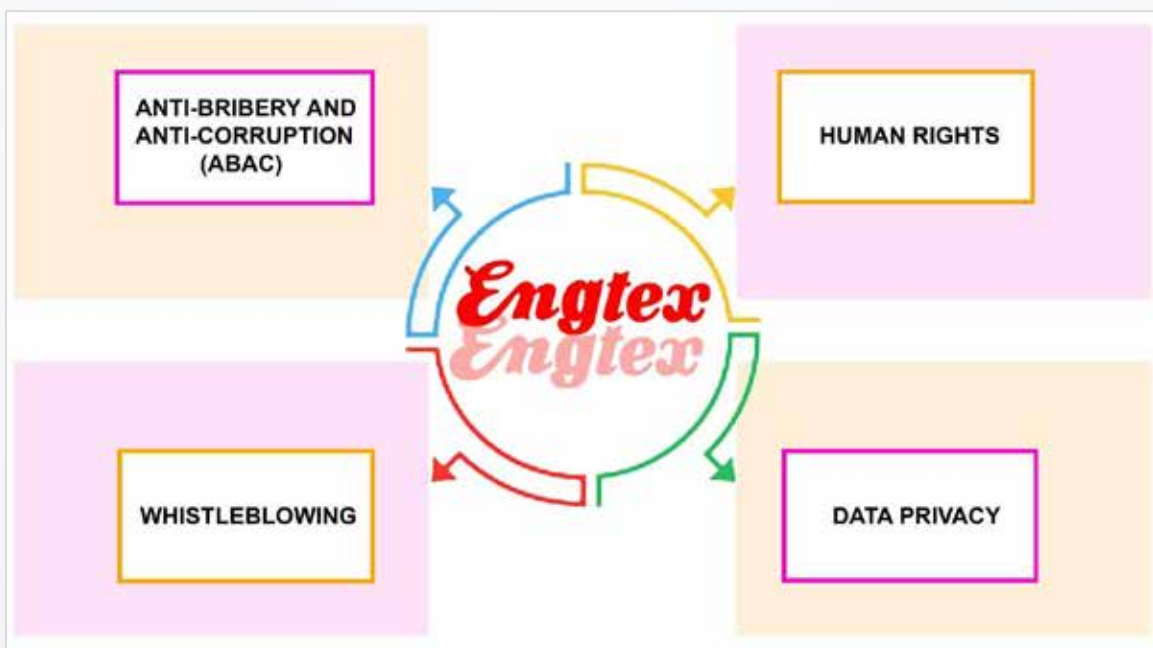 ANTI-BRIBERY AND
ANTI-CORRUPTION
(ABAC)
HUMAN RIGHTS
Engtex
Engtex
WHISTLEBLOWING
DATA PRIVACY